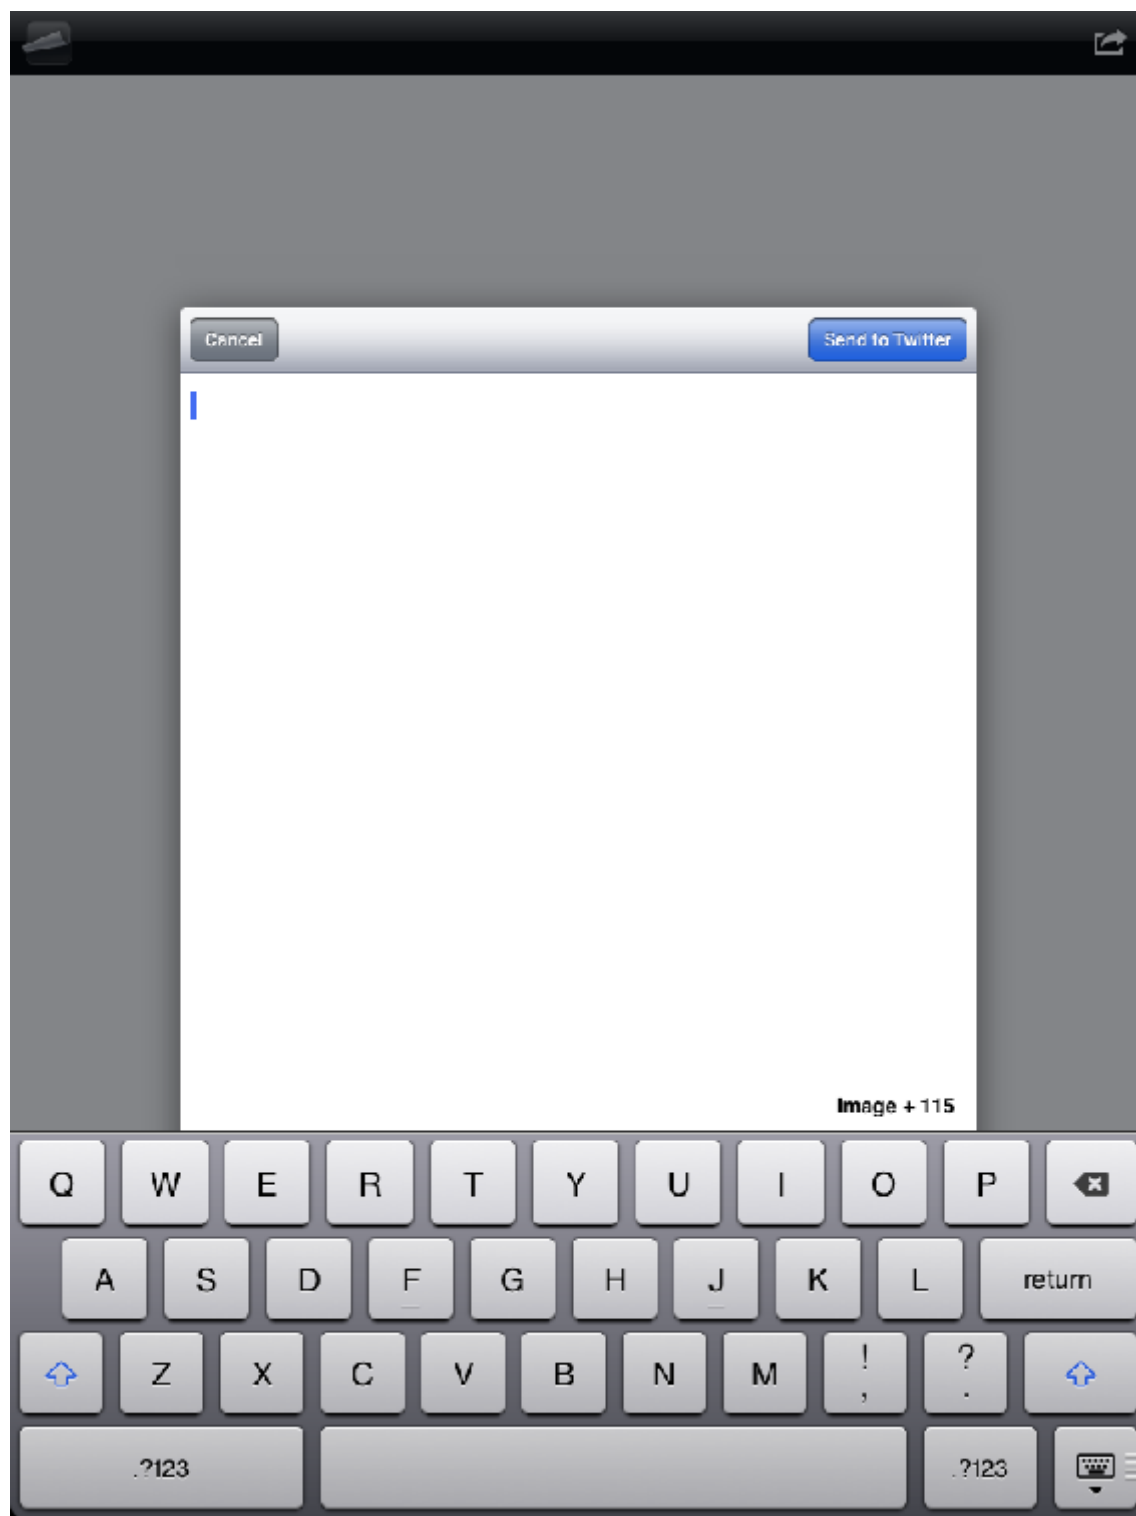 Cancel Send to Twitter
Image + 115
Q W E R T Y U I O P
A S D F G H J K L return
Z X C V B N M ! , ? .
.?123 .?123